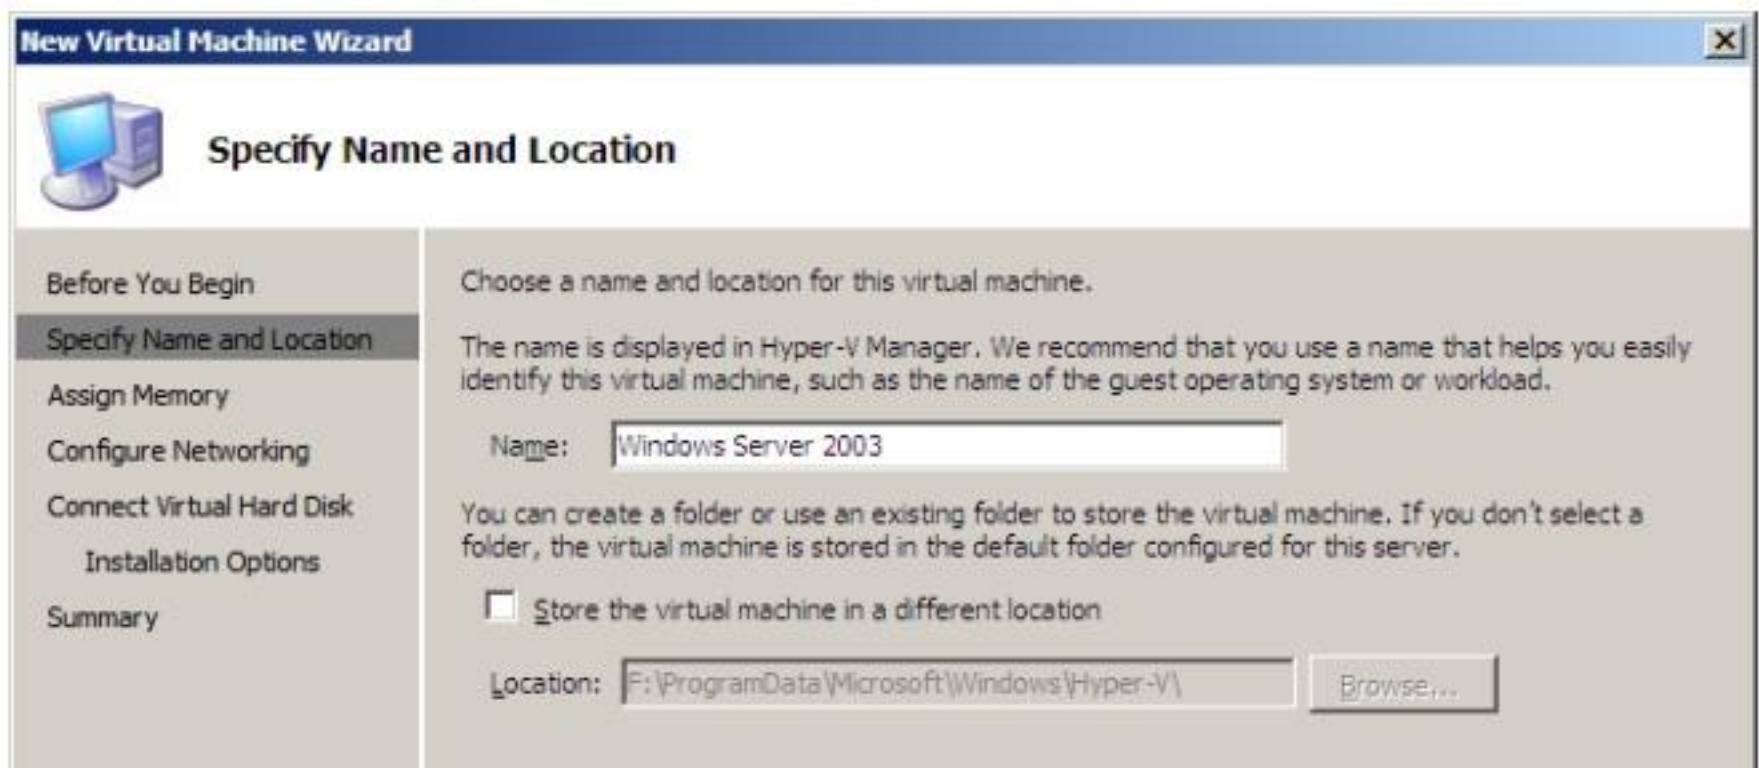 New Virtual Machine Wizard
Specify Name and Location
Before You Begin
Specify Name and Location
Assign Memory
Configure Networking
Connect Virtual Hard Disk
Installation Options
Summary
Choose a name and location for this virtual machine.
The name is displayed in Hyper-V Manager. We recommend that you use a name that helps you easily
identify this virtual machine, such as the name of the guest operating system or workload.
Name: Windows Server 2003
You can create a folder or use an existing folder to store the virtual machine. If you don't select a
folder, the virtual machine is stored in the default folder configured for this server.
Store the virtual machine in a different location
Location: F:\ProgramData\Microsoft\Windows\Hyper-V\ Browse...